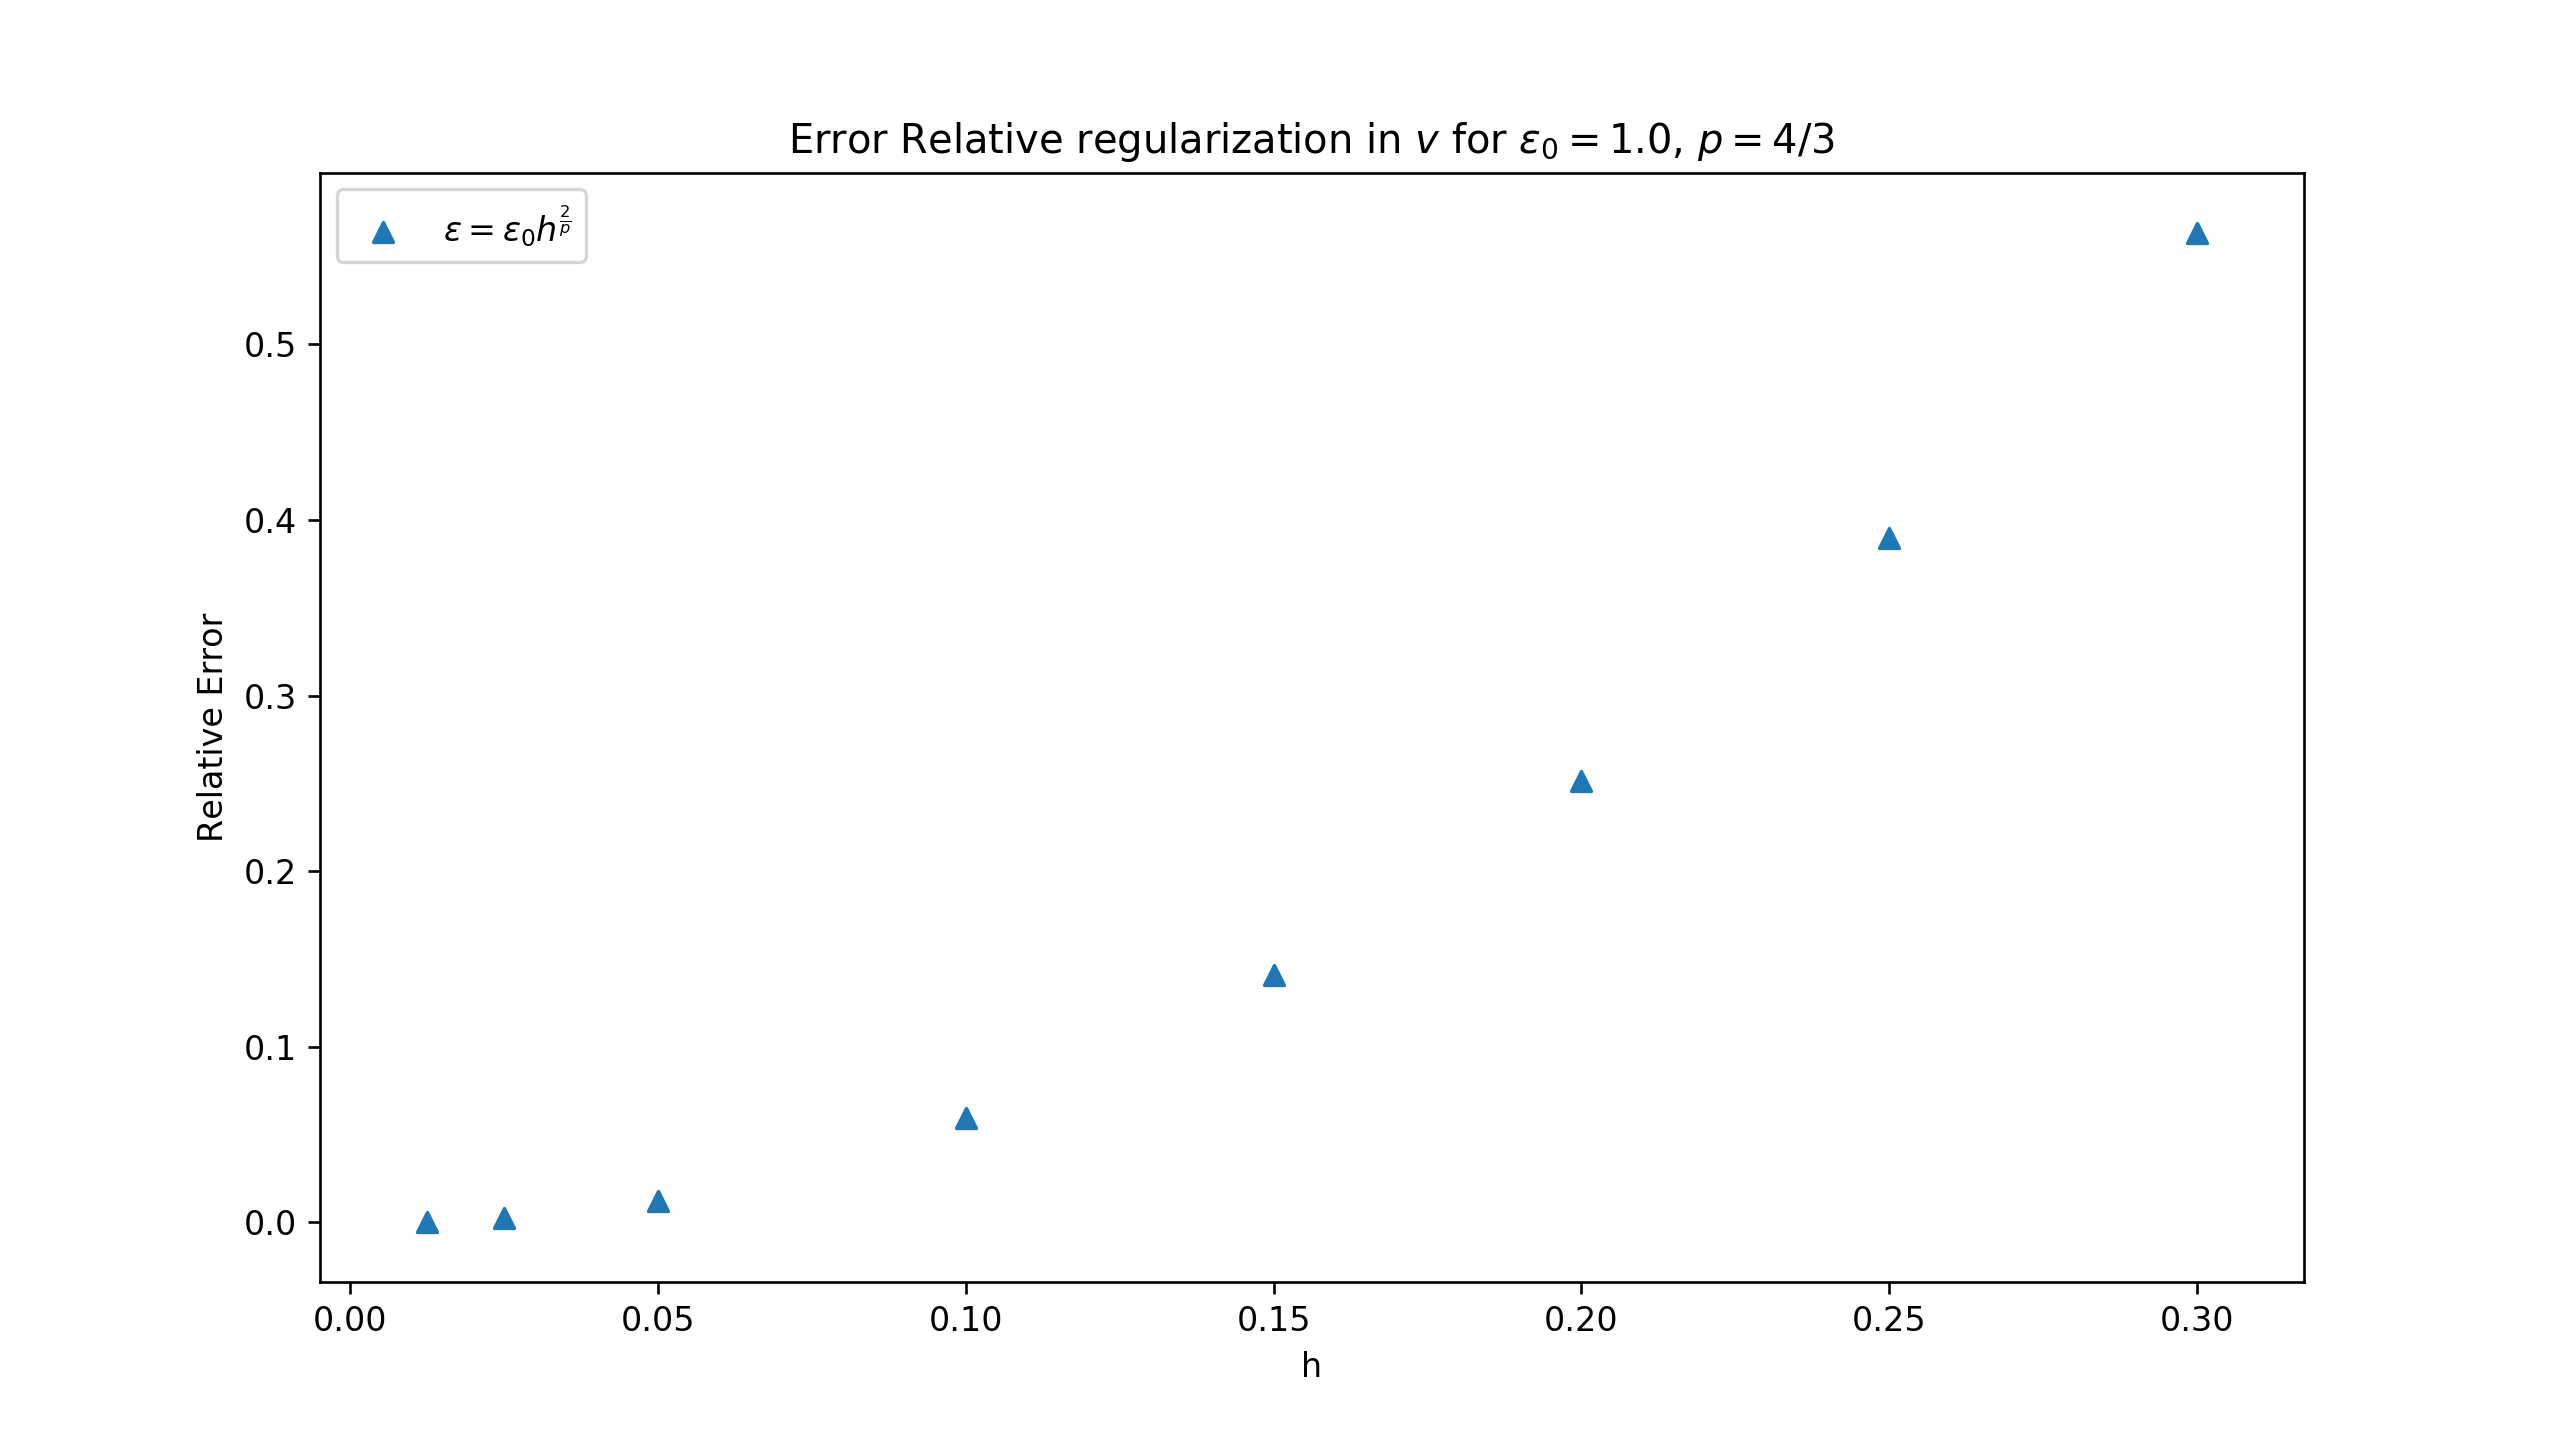 Error Relative regularization in v for ε₀ = 1.0, p = 4/3
ε = ε₀h^{2/p}
Relative Error
0.5
0.4
0.3
0.2
0.1
0.0
0.00 0.05 0.10 0.15 0.20 0.25 0.30
h